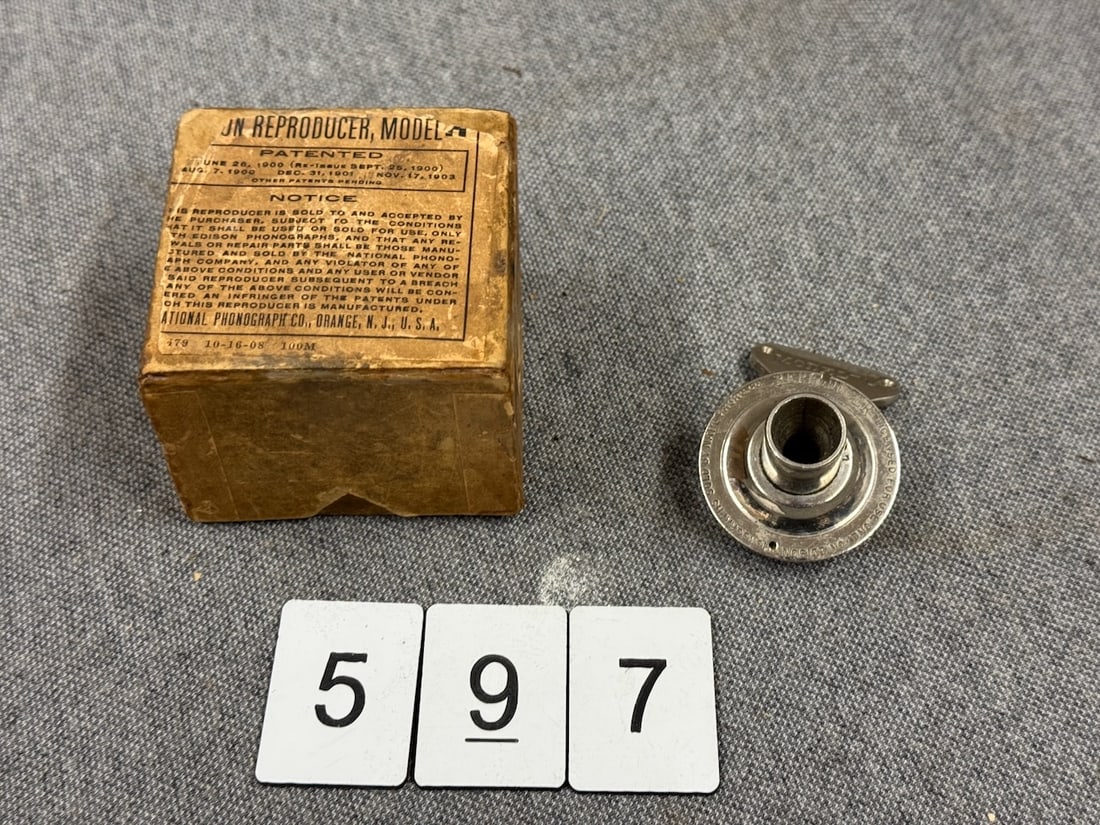 ON REPRODUCER, MODEL
PATENTED
JUNE 26, 1900 (RE-ISSUE SEPT. 25, 1900)
AUG. 7, 1900 DEC. 31, 1901 NOV. 17, 1903
OTHER PATENTS PENDING
NOTICE
IS REPRODUCER IS SOLD TO AND ACCEPTED BY
HE PURCHASER, SUBJECT TO THE CONDITIONS
AT IT SHALL BE USED OR SOLD FOR USE, ONLY
TH EDISON PHONOGRAPHS, AND THAT ANY RE-
WALS OR REPAIR PARTS SHALL BE THOSE MANU-
TURED AND SOLD BY THE NATIONAL PHONO-
APH COMPANY, AND ANY VIOLATOR OF ANY OF
E ABOVE CONDITIONS AND ANY USER OR VENDOR
SAID REPRODUCER SUBSEQUENT TO A BREACH
ANY OF THE ABOVE CONDITIONS WILL BE CON-
ERED AN INFRINGER OF THE PATENTS UNDER
CH THIS REPRODUCER IS MANUFACTURED.
ATIONAL PHONOGRAPH CO., ORANGE, N. J., U. S. A.
479 10-16-08 100M
5 9 7